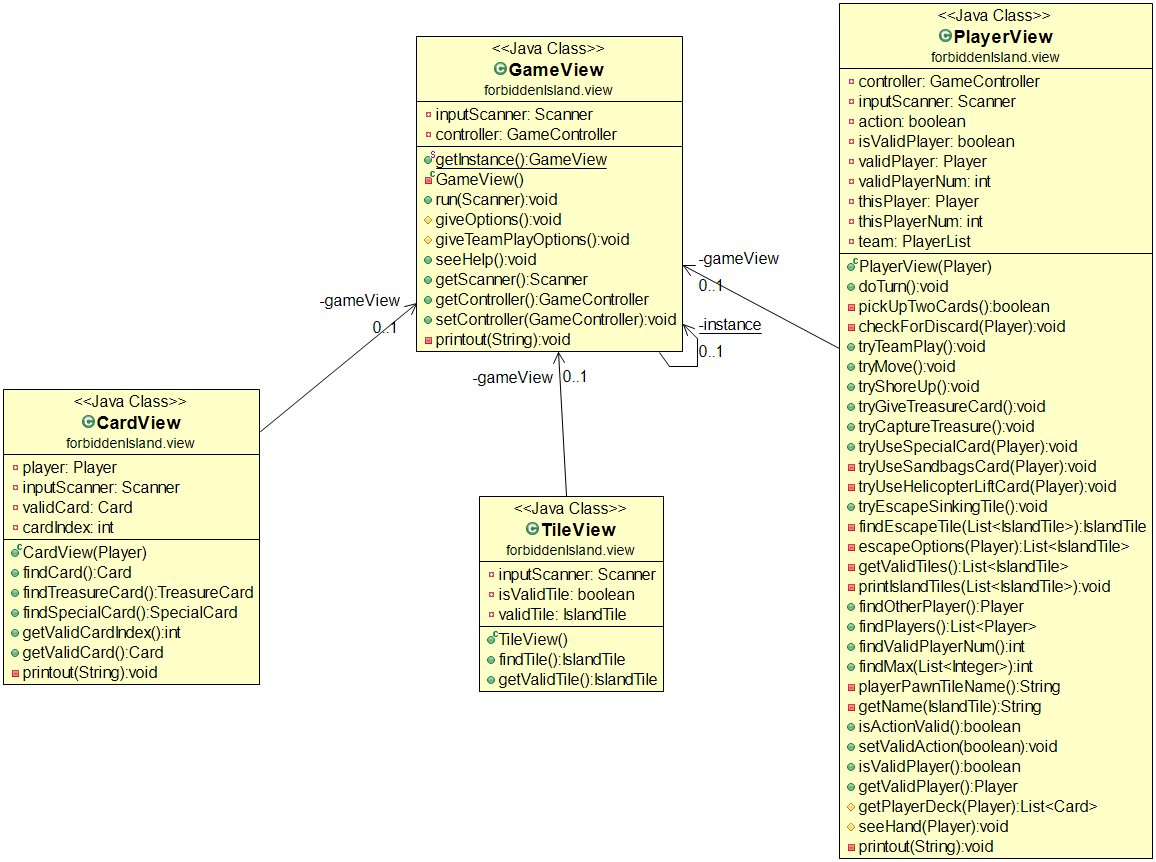 <<Java Class>>
GameView
forbiddenIsland.view
inputScanner: Scanner
controller: GameController
getInstance():GameView
GameView()
run(Scanner):void
giveOptions():void
giveTeamPlayOptions():void
seeHelp():void
getScanner():Scanner
getController():GameController
setController(GameController):void
printout(String):void
<<Java Class>>
PlayerView
forbiddenIsland.view
controller: GameController
inputScanner: Scanner
action: boolean
isValidPlayer: boolean
validPlayer: Player
validPlayerNum: int
thisPlayer: Player
thisPlayerNum: int
team: PlayerList
PlayerView(Player)
doTurn():void
pickUpTwoCards():boolean
checkForDiscard(Player):void
tryTeamPlay():void
tryMove():void
tryShoreUp():void
tryGiveTreasureCard():void
tryCaptureTreasure():void
tryUseSpecialCard(Player):void
tryUseSandbagsCard(Player):void
tryUseHelicopterLiftCard(Player):void
tryEscapeSinkingTile():void
findEscapeTile(List<IslandTile>):IslandTile
escapeOptions(Player):List<IslandTile>
getValidTiles():List<IslandTile>
printIslandTiles(List<IslandTile>):void
findOtherPlayer():Player
findPlayers():List<Player>
findValidPlayerNum():int
findMax(List<Integer>):int
playerPawnTileName():String
getName(IslandTile):String
isActionValid():boolean
setValidAction(boolean):void
isValidPlayer():boolean
getValidPlayer():Player
getPlayerDeck(Player):List<Card>
seeHand(Player):void
printout(String):void
-gameView
0..1
-instance
0..1
-gameView
0..1
-gameView
0..1
<<Java Class>>
CardView
forbiddenIsland.view
player: Player
inputScanner: Scanner
validCard: Card
cardIndex: int
CardView(Player)
findCard():Card
findTreasureCard():TreasureCard
findSpecialCard():SpecialCard
getValidCardIndex():int
getValidCard():Card
printout(String):void
<<Java Class>>
TileView
forbiddenIsland.view
inputScanner: Scanner
isValidTile: boolean
validTile: IslandTile
TileView()
findTile():IslandTile
getValidTile():IslandTile